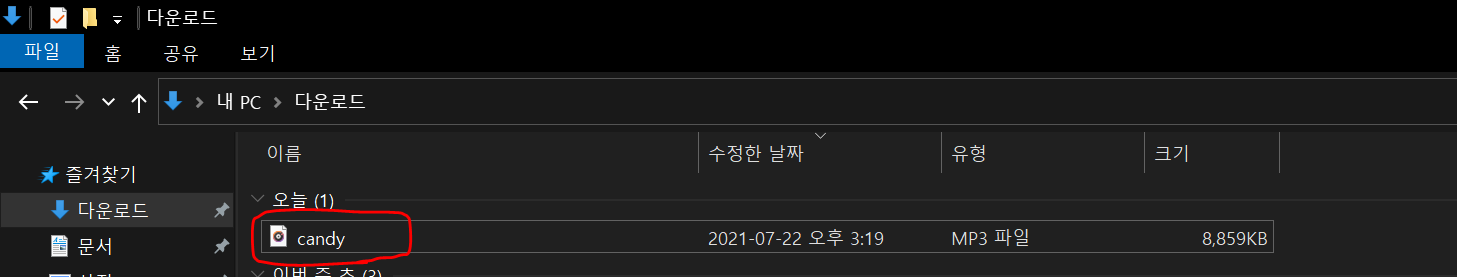 다운로드
파일 홈 공유 보기
내 PC 다운로드
이름 수정한 날짜 유형 크기
즐겨찾기
오늘 (1)
다운로드
candy 2021-07-22 오후 3:19 MP3 파일 8,859KB
문서